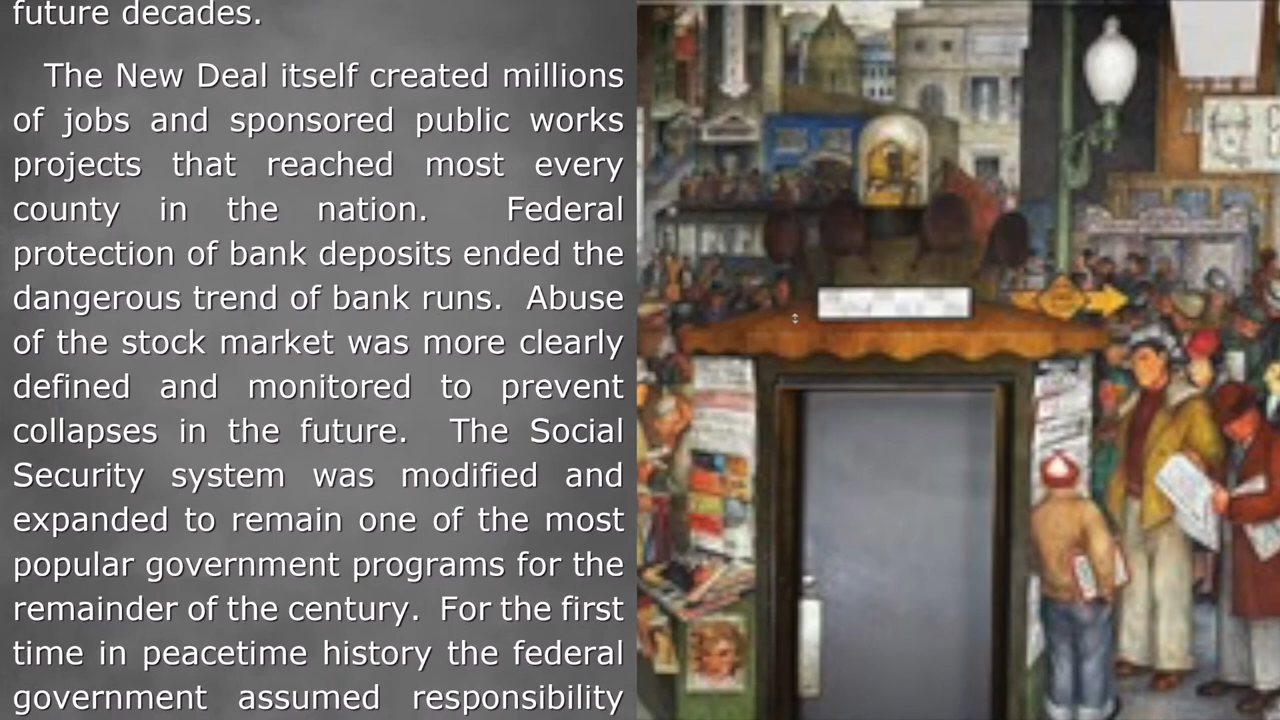 future decades.
The New Deal itself created millions
of jobs and sponsored public works
projects that reached most every
county in the nation. Federal
protection of bank deposits ended the
dangerous trend of bank runs. Abuse
of the stock market was more clearly
defined and monitored to prevent
collapses in the future. The Social
Security system was modified and
expanded to remain one of the most
popular government programs for the
remainder of the century. For the first
time in peacetime history the federal
government assumed responsibility